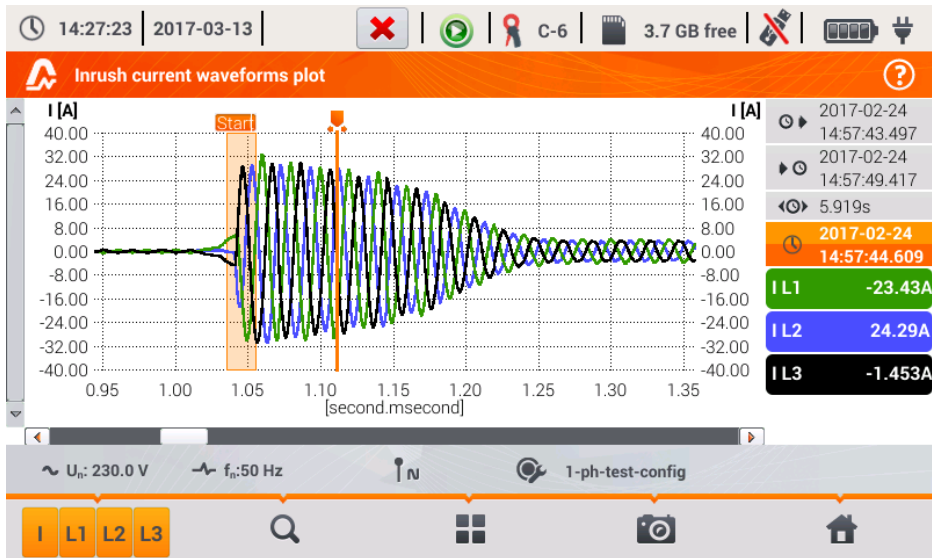 14:27:23 2017-03-13 C-6 3.7 GB free
Inrush current waveforms plot ?
I [A] I [A]
Start
40.00 40.00
32.00 32.00
24.00 24.00
16.00 16.00
8.00 8.00
0.00 0.00
-8.00 -8.00
-16.00 -16.00
-24.00 -24.00
-32.00 -32.00
-40.00 -40.00
0.95 1.00 1.05 1.10 1.15 1.20 1.25 1.30 1.35
[second.msecond]
2017-02-24
14:57:43.497
2017-02-24
14:57:49.417
5.919s
2017-02-24
14:57:44.609
I L1 -23.43A
I L2 24.29A
I L3 -1.453A
Un: 230.0 V fn:50 Hz N 1-ph-test-config
I L1 L2 L3